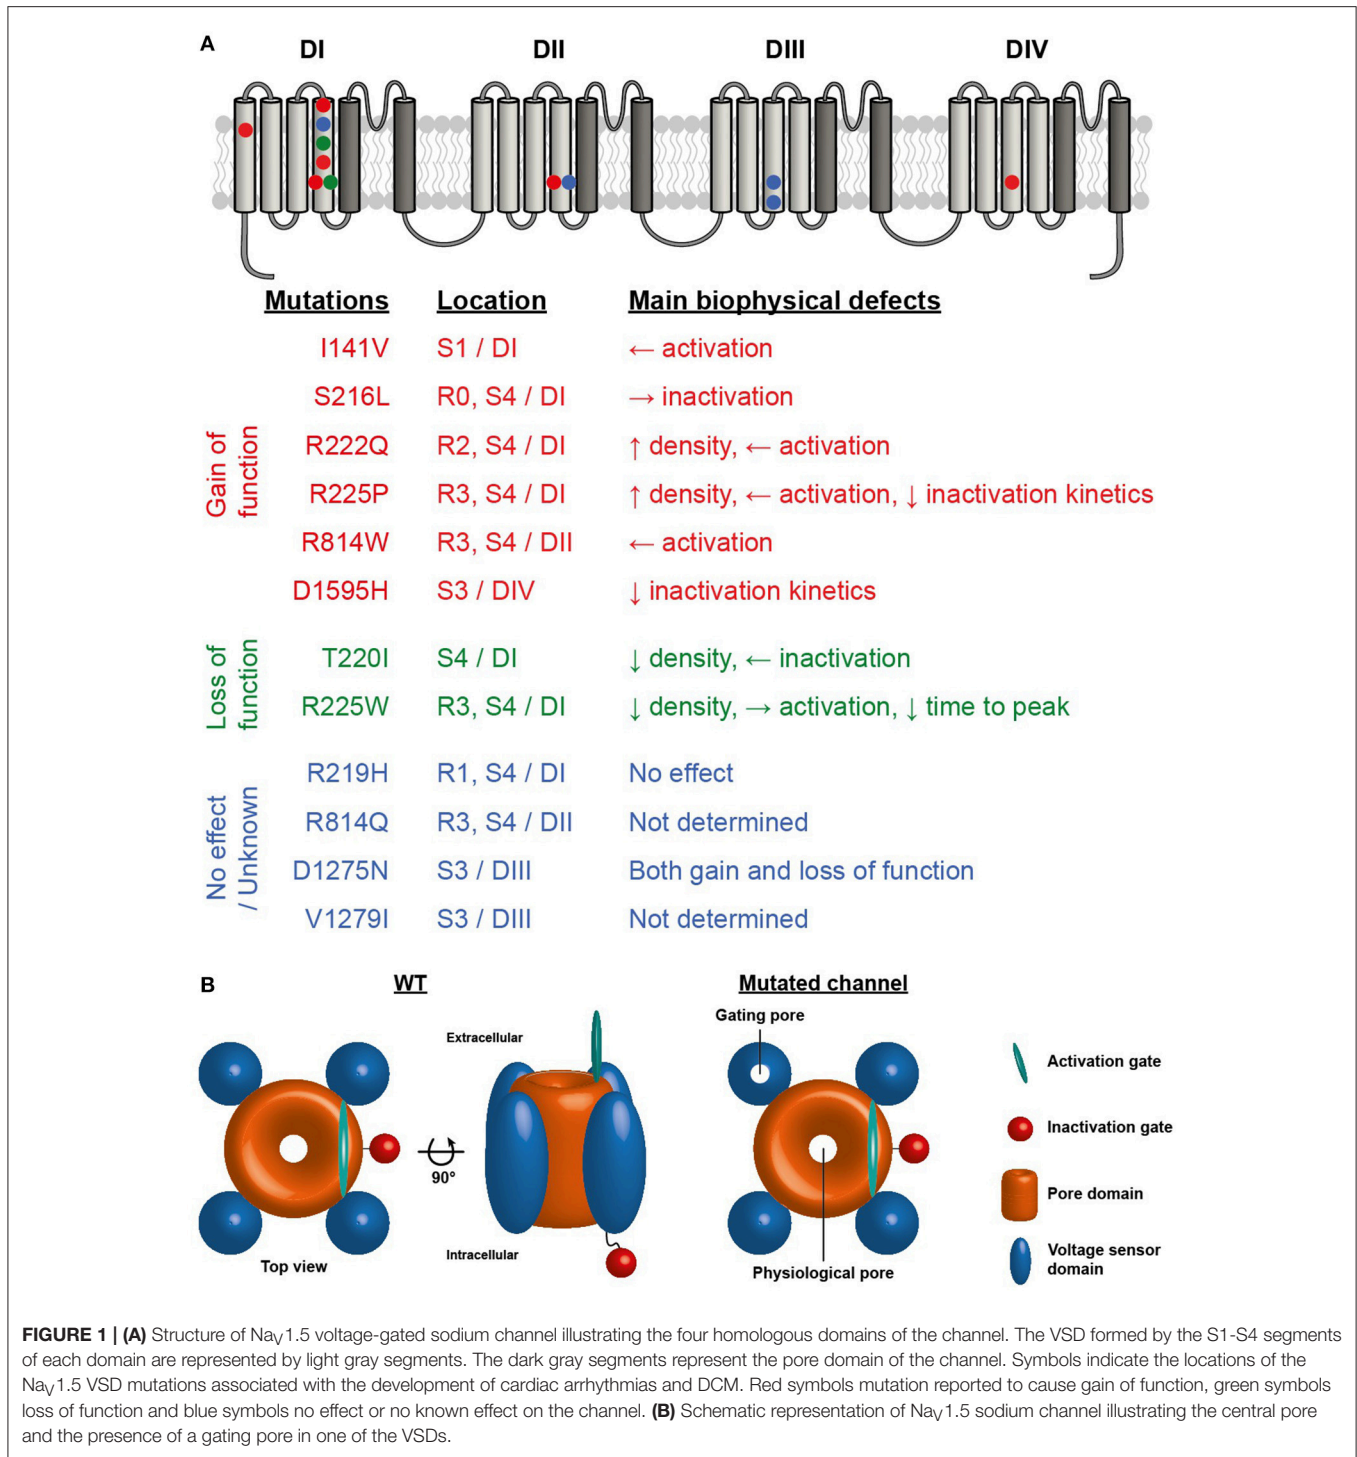 A
DI DII DIII DIV
Mutations Location Main biophysical defects
Gain of function
I141V S1 / DI ← activation
S216L R0, S4 / DI → inactivation
R222Q R2, S4 / DI ↑ density, ← activation
R225P R3, S4 / DI ↑ density, ← activation, ↓ inactivation kinetics
R814W R3, S4 / DII ← activation
D1595H S3 / DIV ↓ inactivation kinetics
Loss of function
T220I S4 / DI ↓ density, ← inactivation
R225W R3, S4 / DI ↓ density, → activation, ↓ time to peak
No effect / Unknown
R219H R1, S4 / DI No effect
R814Q R3, S4 / DII Not determined
D1275N S3 / DIII Both gain and loss of function
V1279I S3 / DIII Not determined
B
WT Mutated channel
Gating pore
Extracellular
Activation gate
Inactivation gate
90°
Pore domain
Intracellular
Voltage sensor
domain
Top view
Physiological pore
FIGURE 1 | (A) Structure of NaV1.5 voltage-gated sodium channel illustrating the four homologous domains of the channel. The VSD formed by the S1-S4 segments
of each domain are represented by light gray segments. The dark gray segments represent the pore domain of the channel. Symbols indicate the locations of the
NaV1.5 VSD mutations associated with the development of cardiac arrhythmias and DCM. Red symbols mutation reported to cause gain of function, green symbols
loss of function and blue symbols no effect or no known effect on the channel. (B) Schematic representation of NaV1.5 sodium channel illustrating the central pore
and the presence of a gating pore in one of the VSDs.